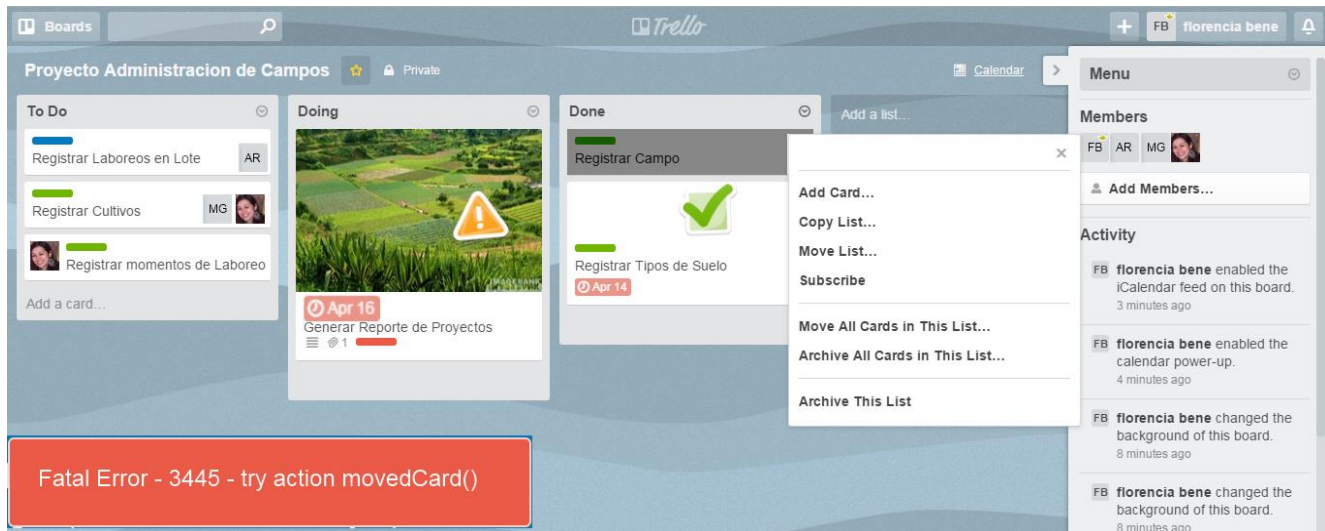 Boards
Trello
FB florencia bene
Proyecto Administracion de Campos Private
Calendar
To Do
Registrar Laboreos en Lote AR
Registrar Cultivos MG
Registrar momentos de Laboreo
Add a card...
Doing
IMAGEBANK
Apr 16
Generar Reporte de Proyectos
1
Done
Registrar Campo
Registrar Tipos de Suelo
Apr 14
Add a list...
Add Card...
Copy List...
Move List...
Subscribe
Move All Cards in This List...
Archive All Cards in This List...
Archive This List
Menu
Members
FB AR MG
Add Members...
Activity
FB florencia bene enabled the
iCalendar feed on this board.
3 minutes ago
FB florencia bene enabled the
calendar power-up.
4 minutes ago
FB florencia bene changed the
background of this board.
8 minutes ago
FB florencia bene changed the
background of this board.
8 minutes ago
Fatal Error - 3445 - try action movedCard()